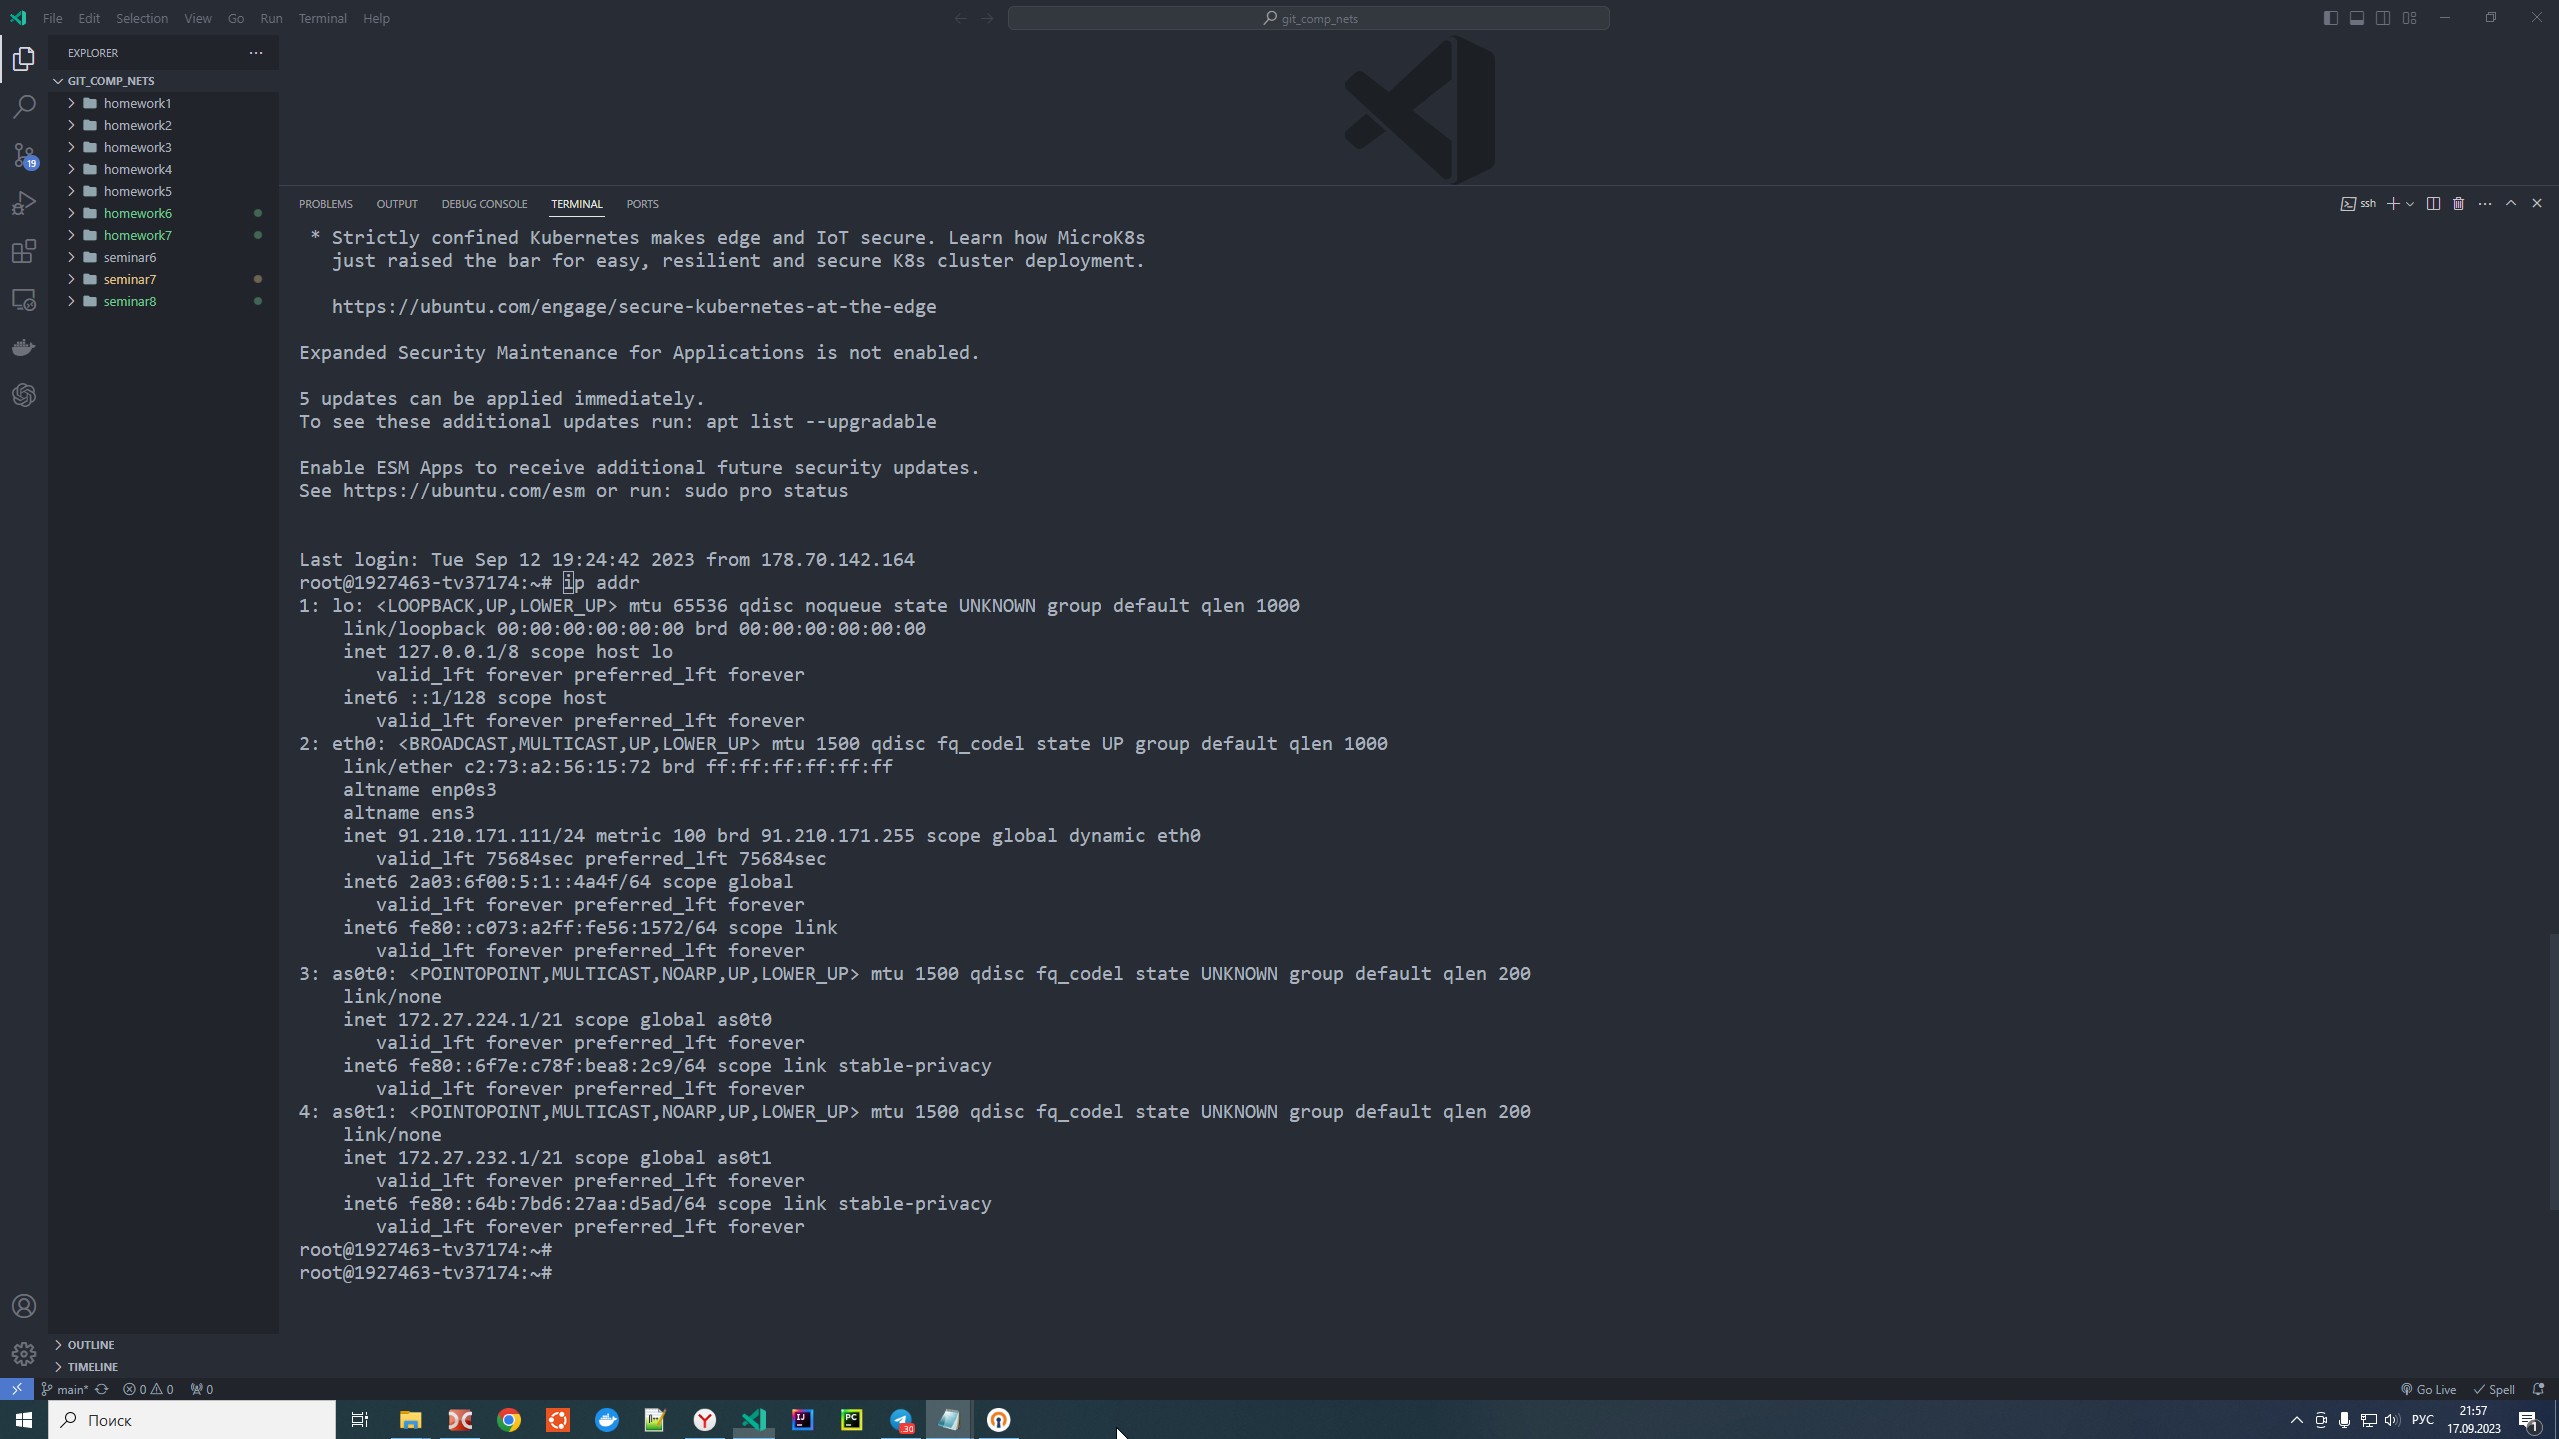 File Edit Selection View Go Run Terminal Help
git_comp_nets
EXPLORER
GIT_COMP_NETS
homework1
homework2
homework3
homework4
homework5
homework6
homework7
seminar6
seminar7
seminar8
19
PROBLEMS OUTPUT DEBUG CONSOLE TERMINAL PORTS
ssh
* Strictly confined Kubernetes makes edge and IoT secure. Learn how MicroK8s
just raised the bar for easy, resilient and secure K8s cluster deployment.
https://ubuntu.com/engage/secure-kubernetes-at-the-edge
Expanded Security Maintenance for Applications is not enabled.
5 updates can be applied immediately.
To see these additional updates run: apt list --upgradable
Enable ESM Apps to receive additional future security updates.
See https://ubuntu.com/esm or run: sudo pro status
Last login: Tue Sep 12 19:24:42 2023 from 178.70.142.164
root@1927463-tv37174:~# ip addr
1: lo: <LOOPBACK,UP,LOWER_UP> mtu 65536 qdisc noqueue state UNKNOWN group default qlen 1000
link/loopback 00:00:00:00:00:00 brd 00:00:00:00:00:00
inet 127.0.0.1/8 scope host lo
valid_lft forever preferred_lft forever
inet6 ::1/128 scope host
valid_lft forever preferred_lft forever
2: eth0: <BROADCAST,MULTICAST,UP,LOWER_UP> mtu 1500 qdisc fq_codel state UP group default qlen 1000
link/ether c2:73:a2:56:15:72 brd ff:ff:ff:ff:ff:ff
altname enp0s3
altname ens3
inet 91.210.171.111/24 metric 100 brd 91.210.171.255 scope global dynamic eth0
valid_lft 75684sec preferred_lft 75684sec
inet6 2a03:6f00:5:1::4a4f/64 scope global
valid_lft forever preferred_lft forever
inet6 fe80::c073:a2ff:fe56:1572/64 scope link
valid_lft forever preferred_lft forever
3: as0t0: <POINTOPOINT,MULTICAST,NOARP,UP,LOWER_UP> mtu 1500 qdisc fq_codel state UNKNOWN group default qlen 200
link/none
inet 172.27.224.1/21 scope global as0t0
valid_lft forever preferred_lft forever
inet6 fe80::6f7e:c78f:bea8:2c9/64 scope link stable-privacy
valid_lft forever preferred_lft forever
4: as0t1: <POINTOPOINT,MULTICAST,NOARP,UP,LOWER_UP> mtu 1500 qdisc fq_codel state UNKNOWN group default qlen 200
link/none
inet 172.27.232.1/21 scope global as0t1
valid_lft forever preferred_lft forever
inet6 fe80::64b:7bd6:27aa:d5ad/64 scope link stable-privacy
valid_lft forever preferred_lft forever
root@1927463-tv37174:~#
root@1927463-tv37174:~#
OUTLINE
TIMELINE
main* 0 0 0
Go Live Spell
Поиск
IJ
PC
30
РУС
21:57
17.09.2023
1